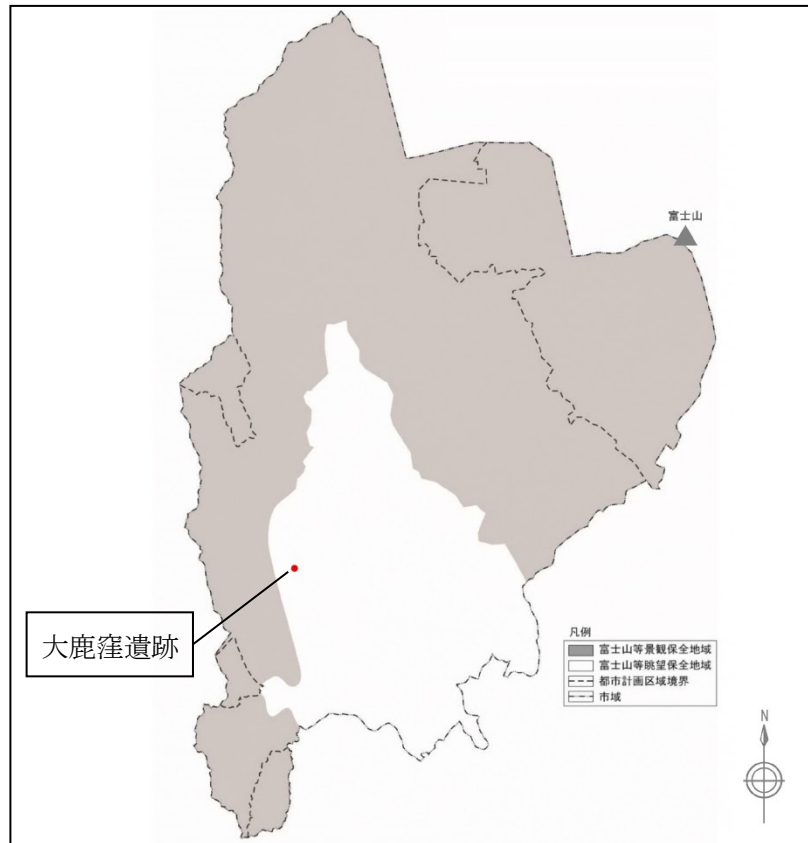 富士山
大鹿窪遺跡
凡例
富士山等景観保全地域
富士山等眺望保全地域
都市計画区域境界
市域
N